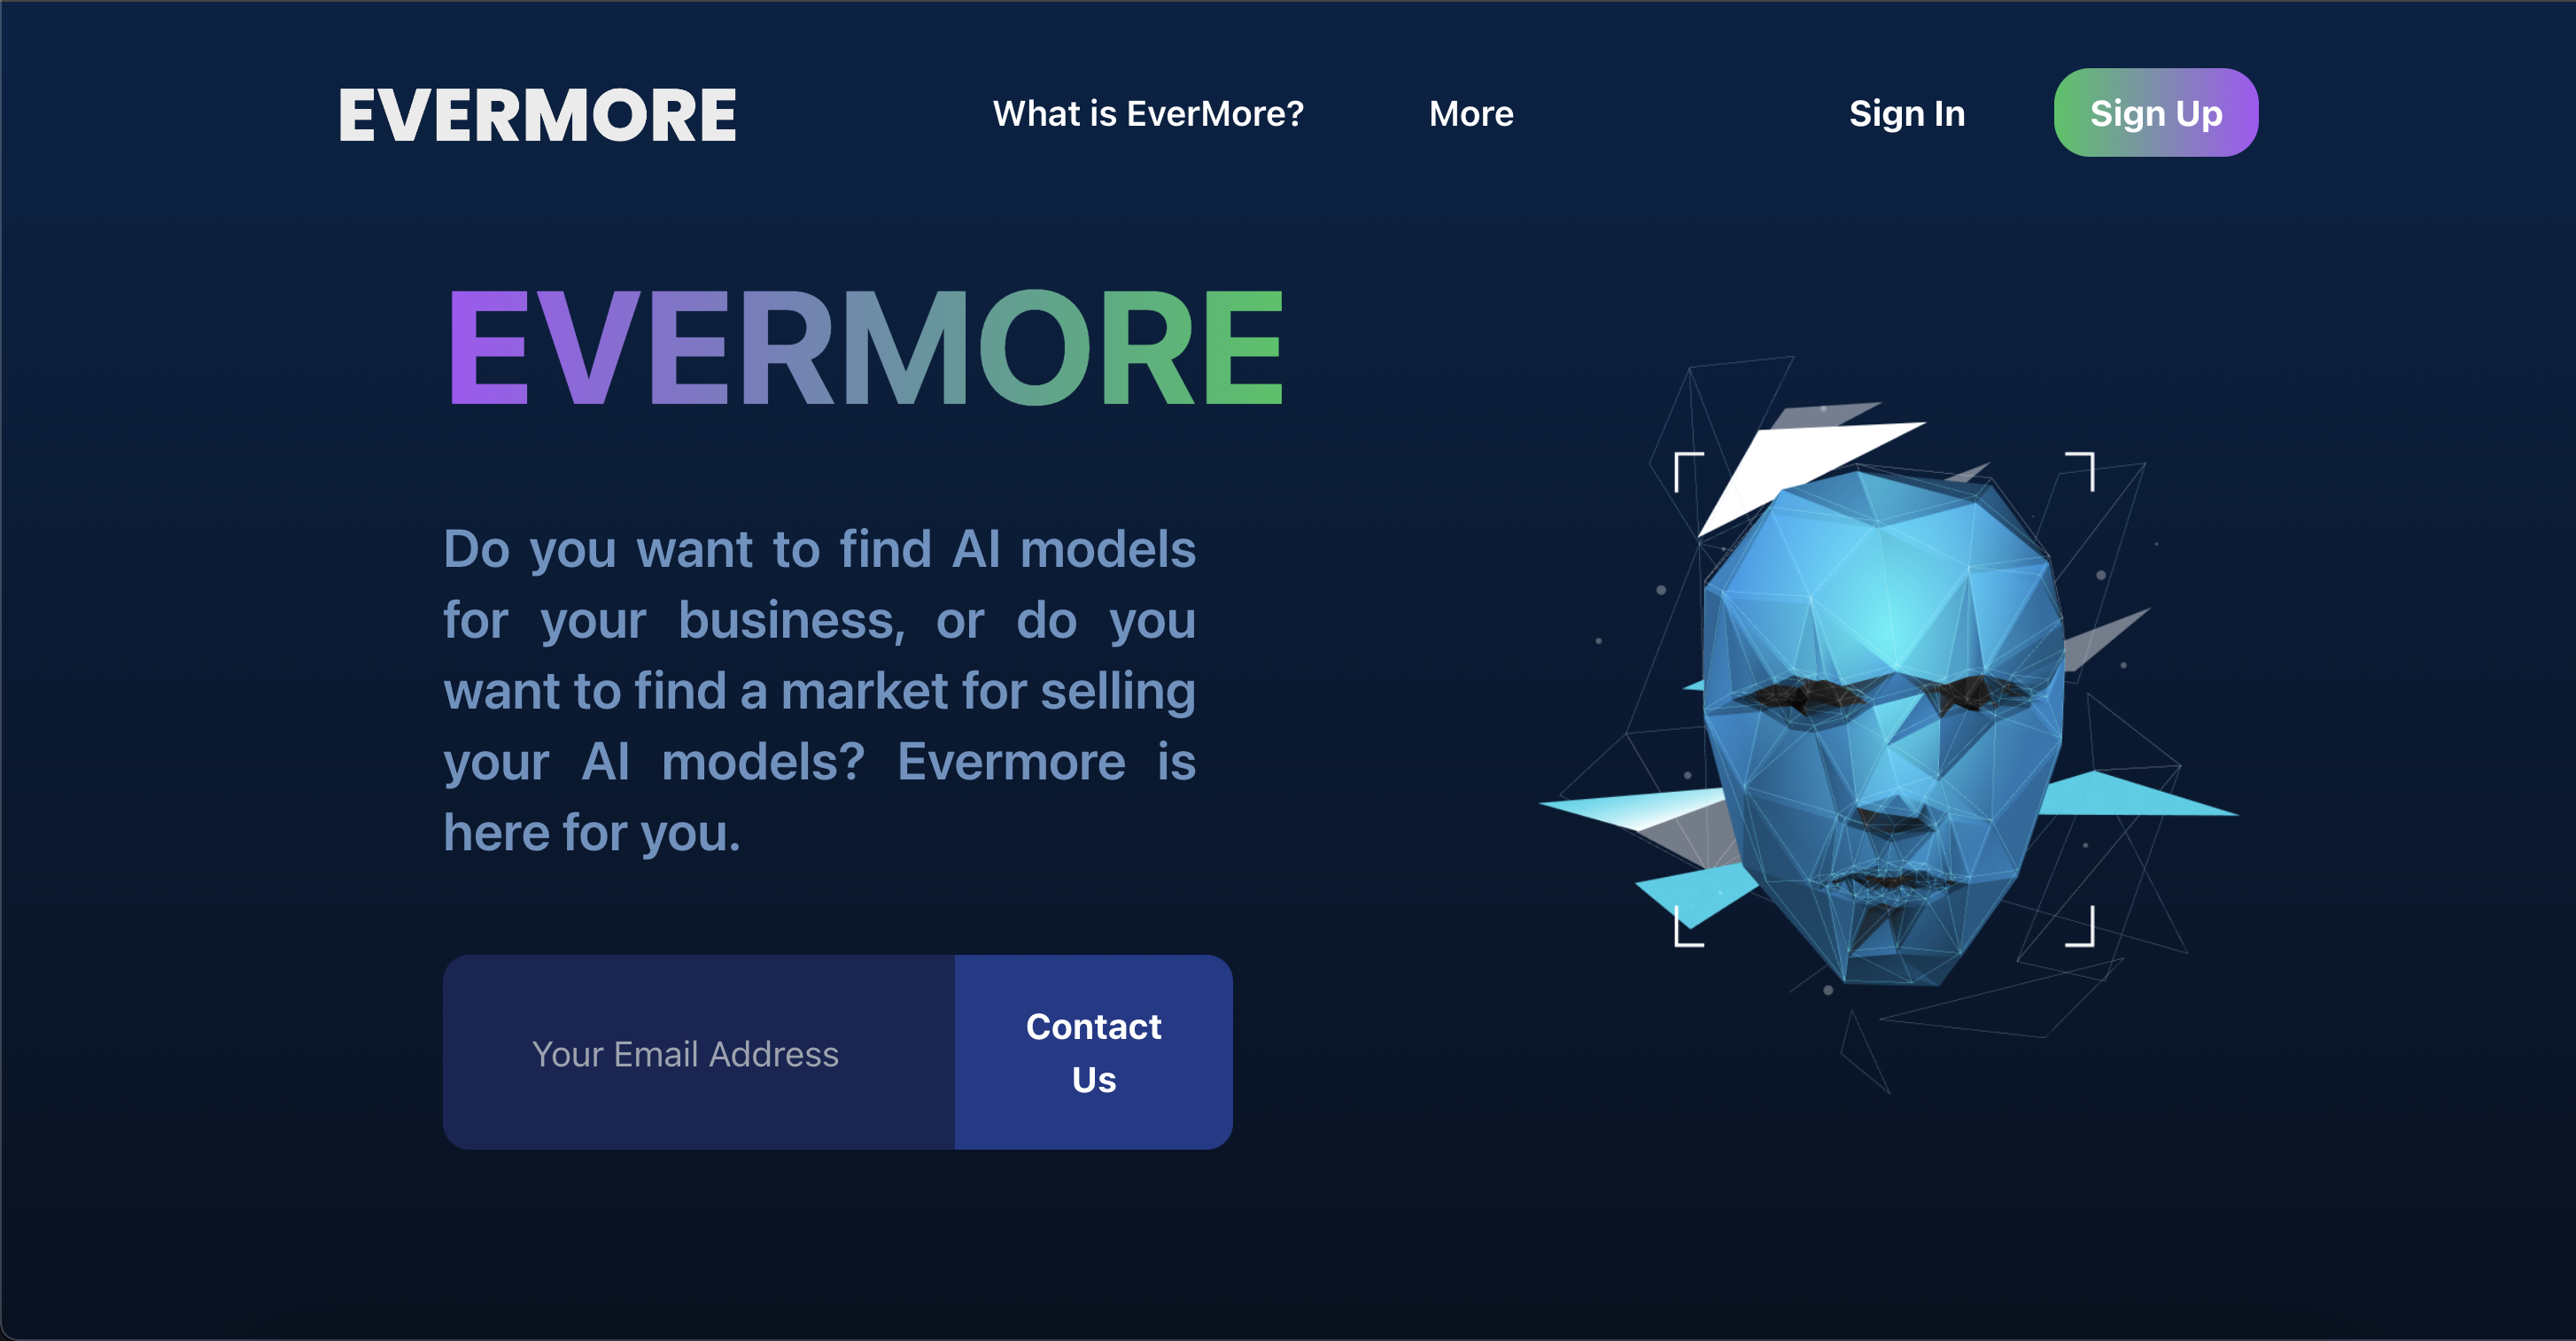 EVERMORE
What is EverMore?
More
Sign In
Sign Up
EVERMORE
Do you want to find AI models
for your business, or do you
want to find a market for selling
your AI models? Evermore is
here for you.
Your Email Address
Contact
Us